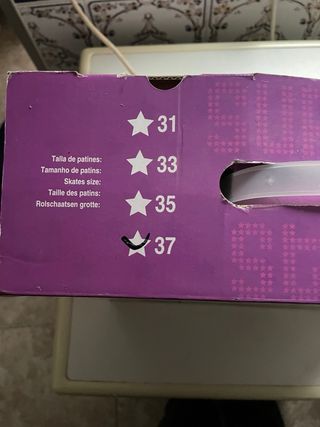 31
Talla de patines:
Tamanho de patins:
33
Skates size:
Taille des patins:
Rolschaatsen grotte:
35
37